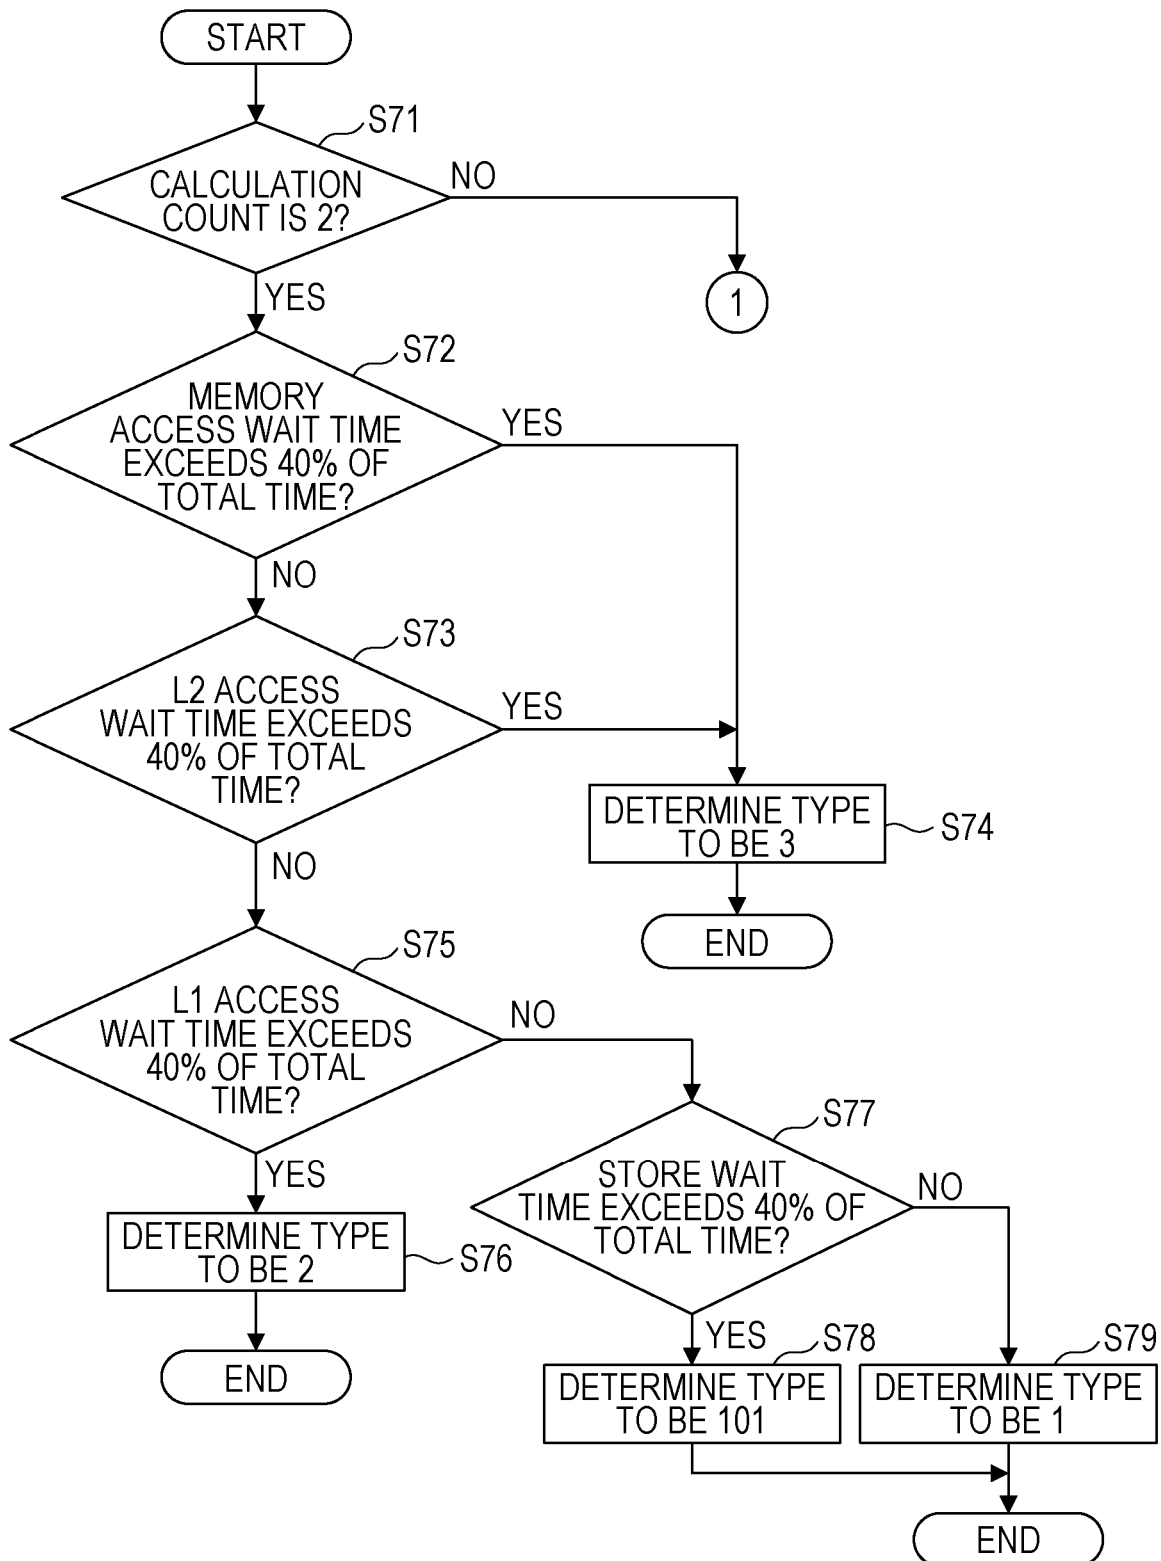 START
S71
CALCULATION
COUNT IS 2?
NO
1
YES
S72
MEMORY
ACCESS WAIT TIME
EXCEEDS 40% OF
TOTAL TIME?
YES
NO
S73
L2 ACCESS
WAIT TIME EXCEEDS
40% OF TOTAL
TIME?
YES
DETERMINE TYPE
TO BE 3
S74
NO
END
S75
L1 ACCESS
WAIT TIME EXCEEDS
40% OF TOTAL
TIME?
NO
S77
STORE WAIT
TIME EXCEEDS 40% OF
TOTAL TIME?
NO
YES
DETERMINE TYPE
TO BE 2
S76
END
YES
S78
DETERMINE TYPE
TO BE 101
S79
DETERMINE TYPE
TO BE 1
END